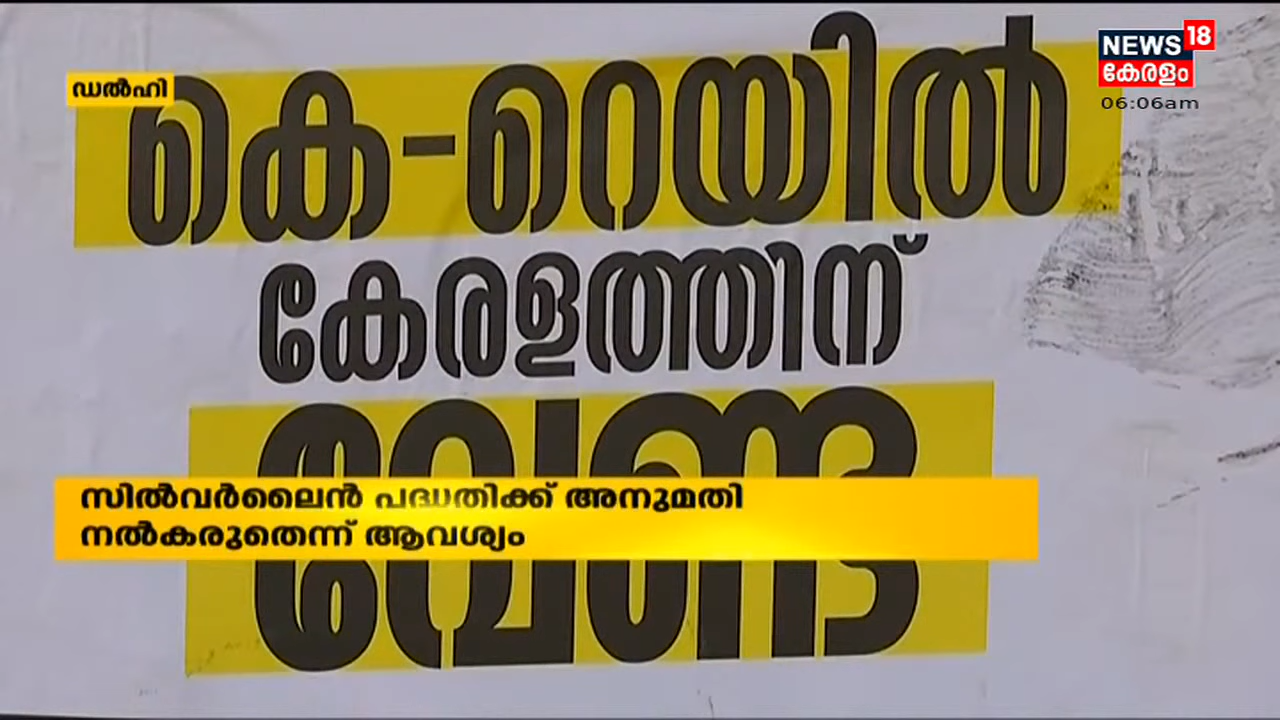 ഡൽഹി
NEWS 18
കേരളം
06:06am
കെ-റെയിൽ
കേരളത്തിന്
വേണ്ട
സിൽവർലൈൻ പദ്ധതിക്ക് അനുമതി
നൽകരുതെന്ന് ആവശ്യം